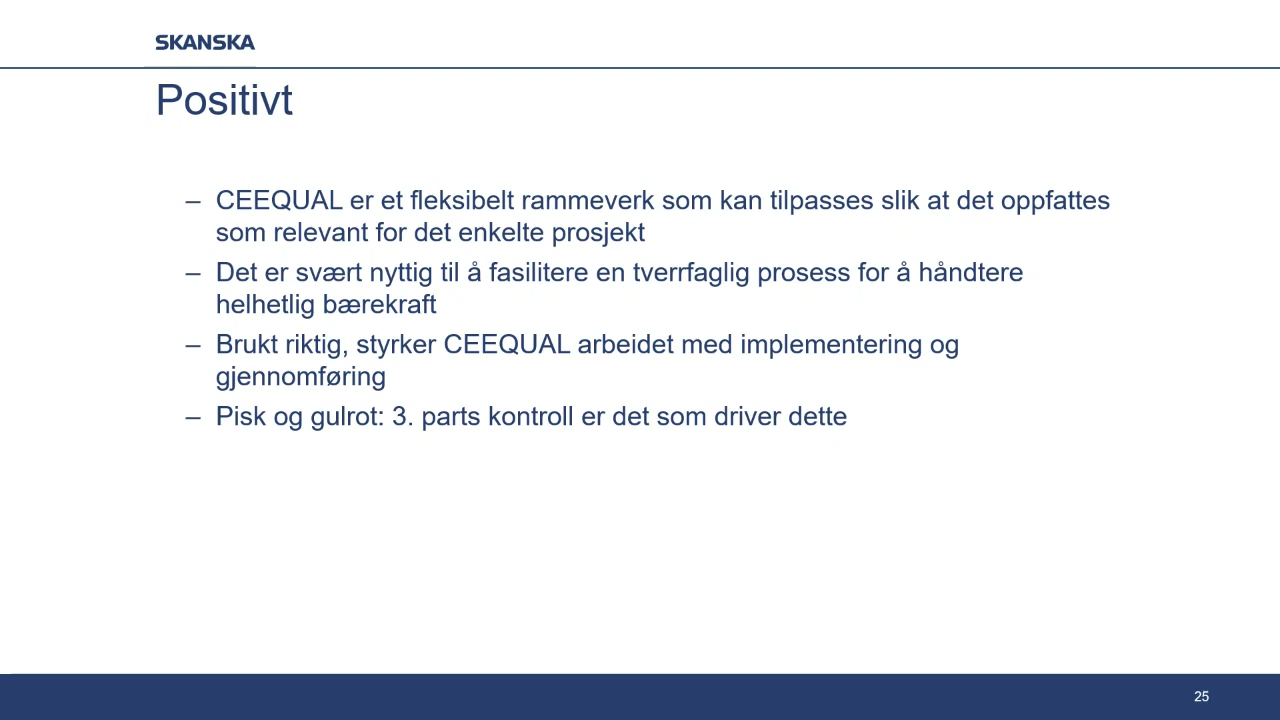 SKANSKA
Positivt
– CEEQUAL er et fleksibelt rammeverk som kan tilpasses slik at det oppfattes
som relevant for det enkelte prosjekt
– Det er svært nyttig til å fasilitere en tverrfaglig prosess for å håndtere
helhetlig bærekraft
– Brukt riktig, styrker CEEQUAL arbeidet med implementering og
gjennomføring
– Pisk og gulrot: 3. parts kontroll er det som driver dette
25